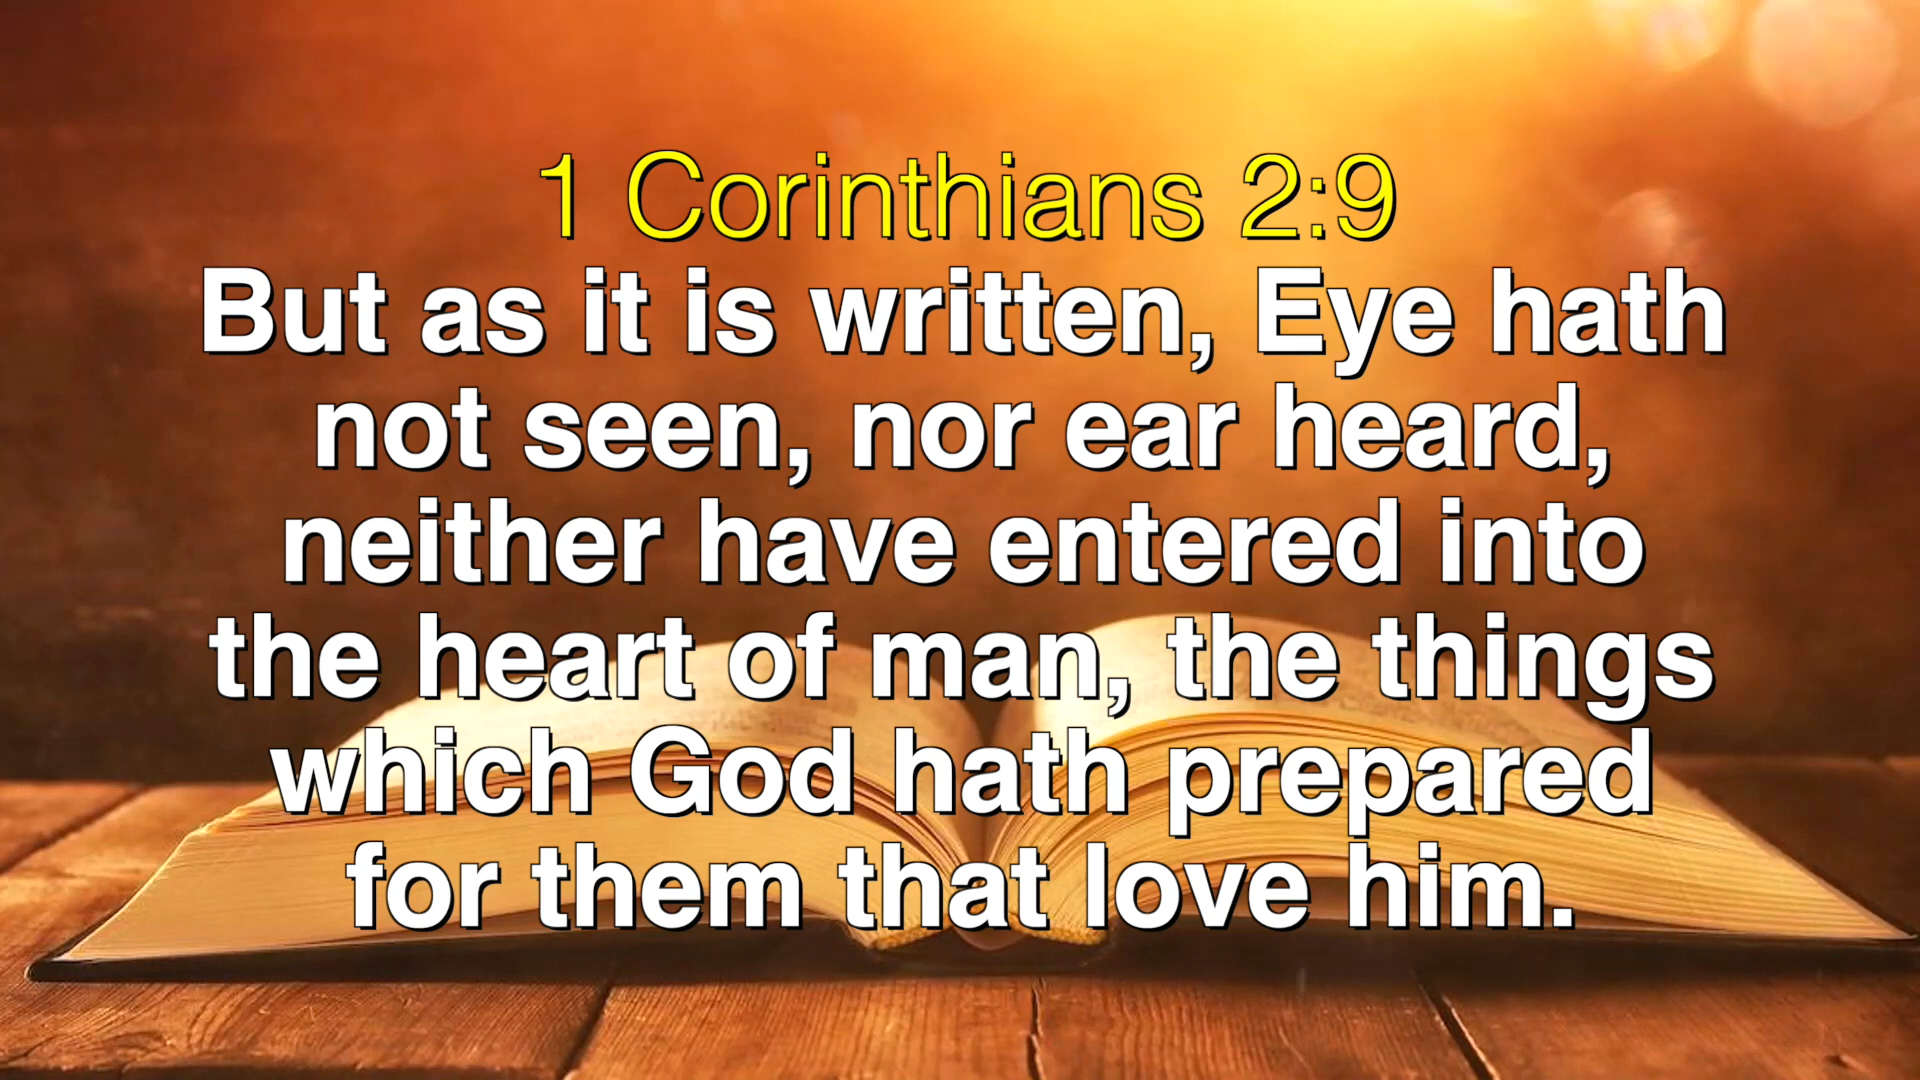 1 Corinthians 2:9
But as it is written, Eye hath
not seen, nor ear heard,
neither have entered into
the heart of man, the things
which God hath prepared
for them that love him.